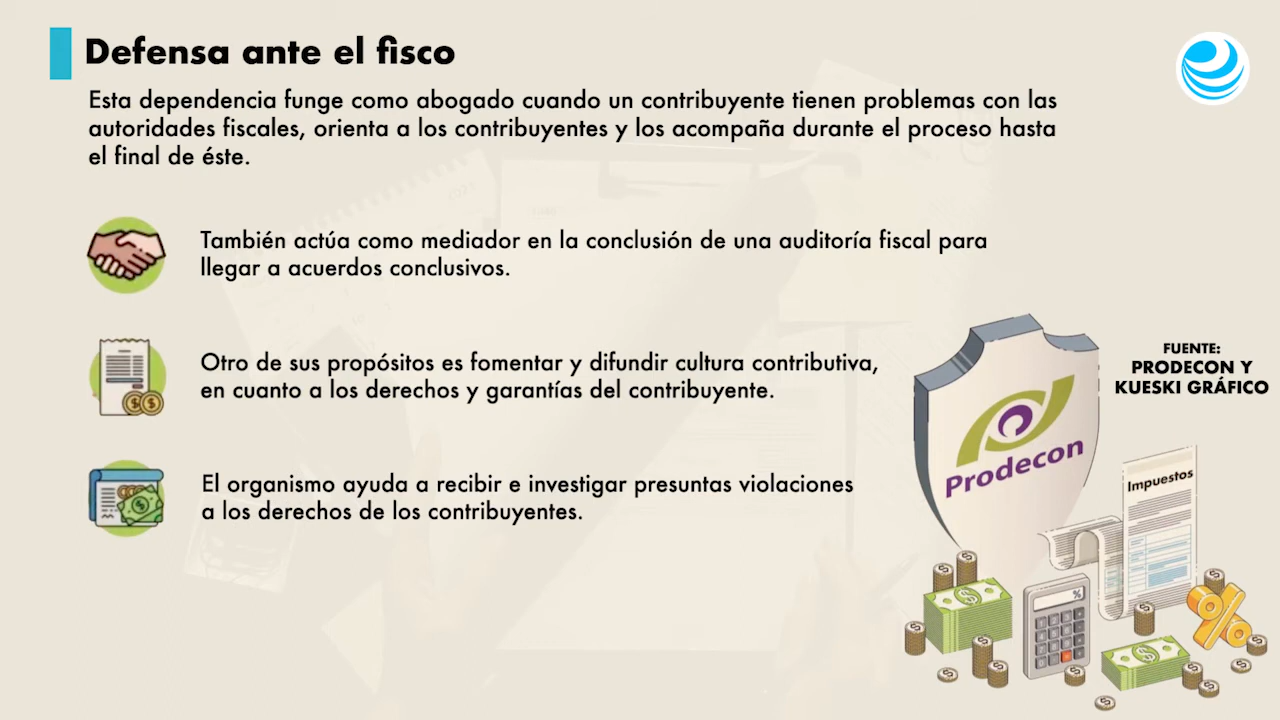 Defensa ante el fisco
Esta dependencia funge como abogado cuando un contribuyente tienen problemas con las
autoridades fiscales, orienta a los contribuyentes y los acompaña durante el proceso hasta
el final de éste.
También actúa como mediador en la conclusión de una auditoría fiscal para
llegar a acuerdos conclusivos.
Otro de sus propósitos es fomentar y difundir cultura contributiva,
en cuanto a los derechos y garantías del contribuyente.
El organismo ayuda a recibir e investigar presuntas violaciones
a los derechos de los contribuyentes.
FUENTE:
PRODECON Y
KUESKI GRÁFICO
Prodecon
Impuestos
%